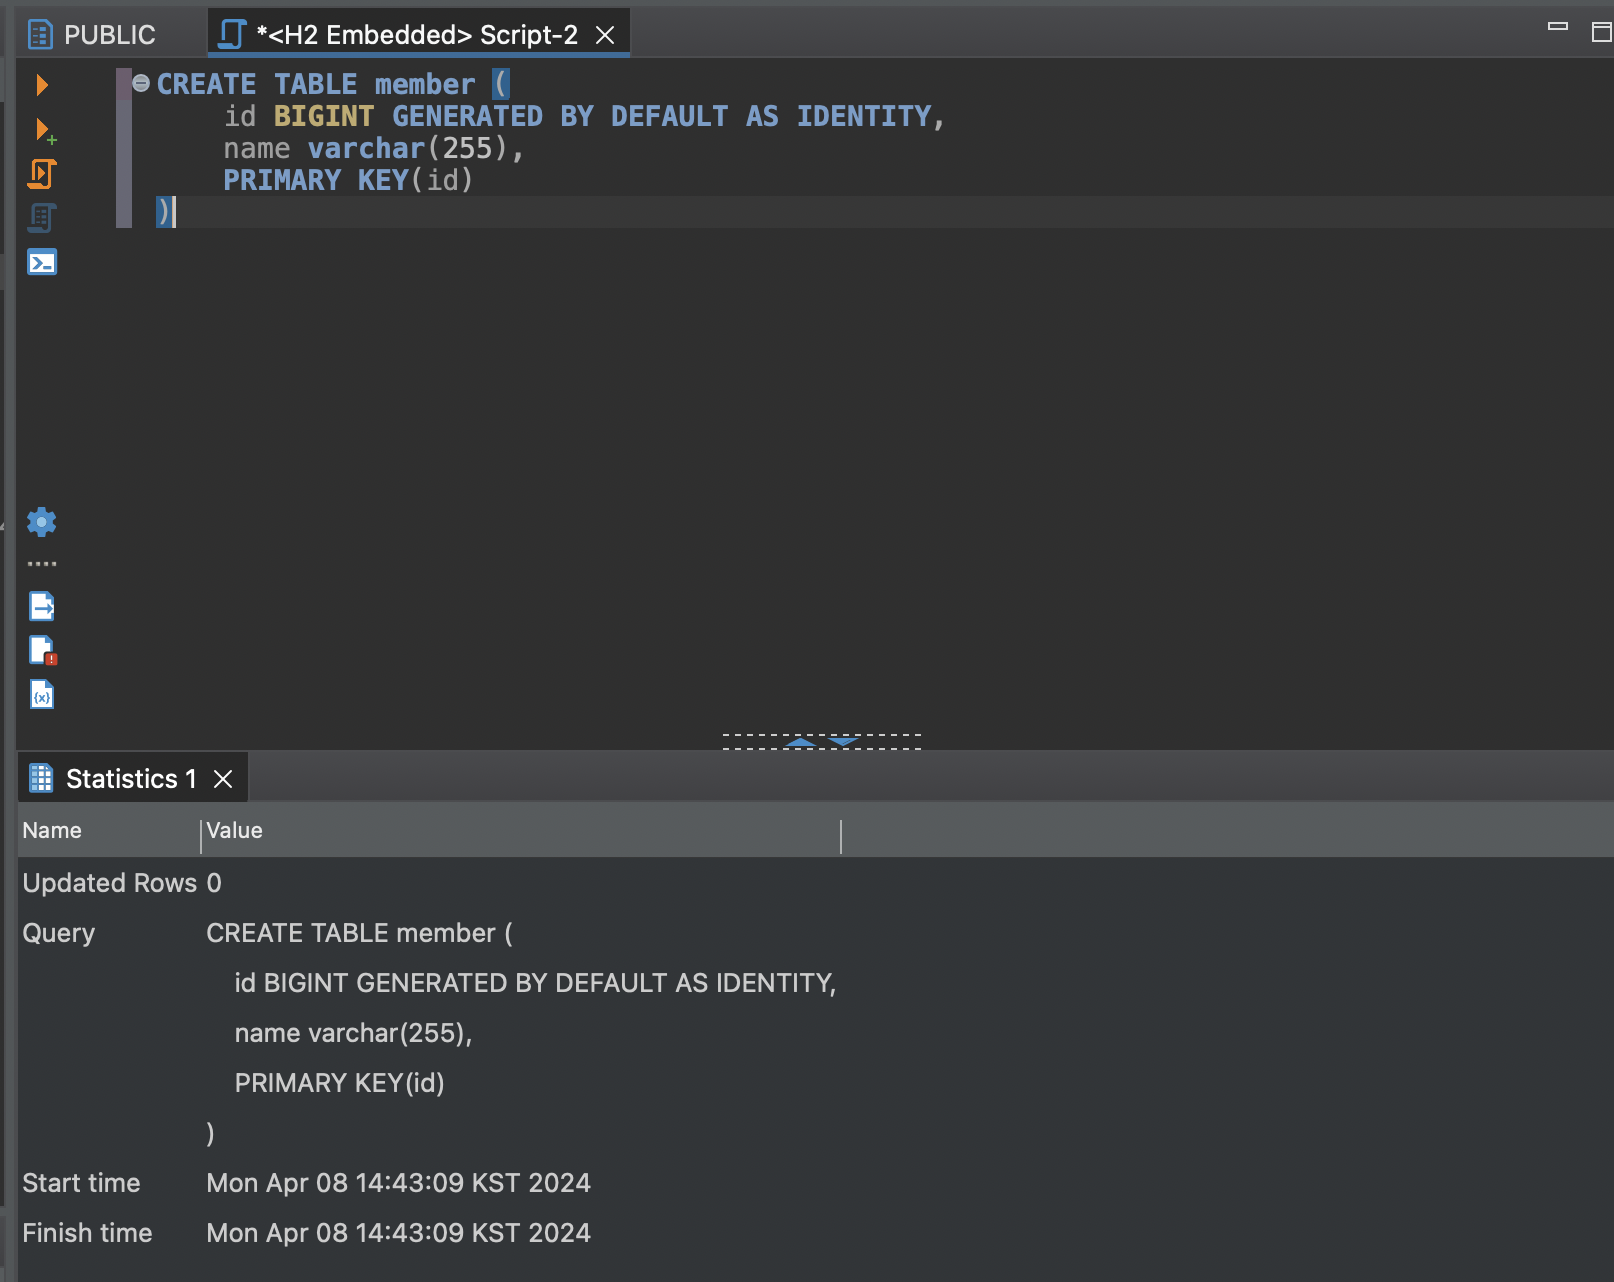 PUBLIC
*<H2 Embedded> Script-2
CREATE TABLE member (
id BIGINT GENERATED BY DEFAULT AS IDENTITY,
name varchar(255),
PRIMARY KEY(id)
)
Statistics 1
Name Value
Updated Rows 0
Query CREATE TABLE member (
id BIGINT GENERATED BY DEFAULT AS IDENTITY,
name varchar(255),
PRIMARY KEY(id)
)
Start time Mon Apr 08 14:43:09 KST 2024
Finish time Mon Apr 08 14:43:09 KST 2024